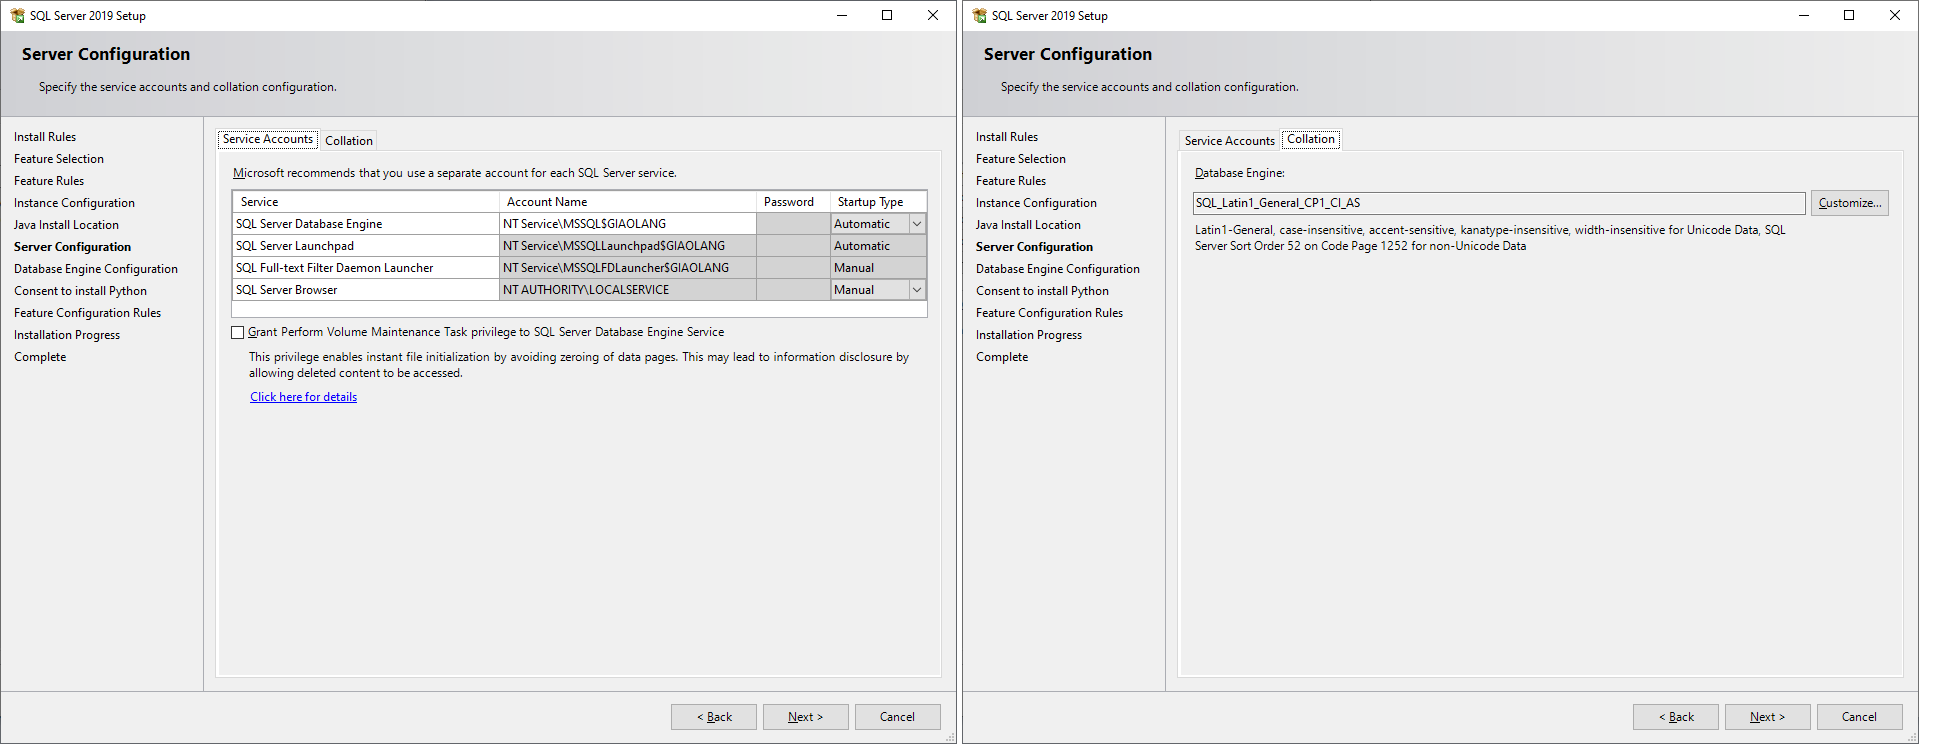 SQL Server 2019 Setup
Server Configuration
Specify the service accounts and collation configuration.
Install Rules
Feature Selection
Feature Rules
Instance Configuration
Java Install Location
Server Configuration
Database Engine Configuration
Consent to install Python
Feature Configuration Rules
Installation Progress
Complete
Service Accounts Collation
Microsoft recommends that you use a separate account for each SQL Server service.
Service Account Name Password Startup Type
SQL Server Database Engine NT Service\MSSQL$GIAOLANG Automatic
SQL Server Launchpad NT Service\MSSQLLaunchpad$GIAOLANG Automatic
SQL Full-text Filter Daemon Launcher NT Service\MSSQLFDLauncher$GIAOLANG Manual
SQL Server Browser NT AUTHORITY\LOCALSERVICE Manual
Grant Perform Volume Maintenance Task privilege to SQL Server Database Engine Service
This privilege enables instant file initialization by avoiding zeroing of data pages. This may lead to information disclosure by
allowing deleted content to be accessed.
Click here for details
< Back Next > Cancel
SQL Server 2019 Setup
Server Configuration
Specify the service accounts and collation configuration.
Install Rules
Feature Selection
Feature Rules
Instance Configuration
Java Install Location
Server Configuration
Database Engine Configuration
Consent to install Python
Feature Configuration Rules
Installation Progress
Complete
Service Accounts Collation
Database Engine:
SQL_Latin1_General_CP1_CI_AS Customize...
Latin1-General, case-insensitive, accent-sensitive, kanatype-insensitive, width-insensitive for Unicode Data, SQL
Server Sort Order 52 on Code Page 1252 for non-Unicode Data
< Back Next > Cancel